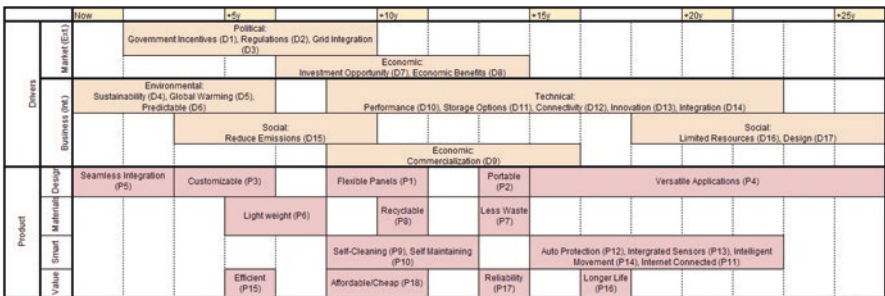 Now
+5y
+10y
+15y
+20y
+25y
Drivers
Market (Ext.)
Political:
Government Incentives (D1), Regulations (D2), Grid Integration
(D3)
Economic:
Investment Opportunity (D7), Economic Benefits (D8)
Business (Int.)
Environmental:
Sustainability (D4), Global Warming (D5),
Predictable (D6)
Technical:
Performance (D10), Storage Options (D11), Connectivity (D12), Innovation (D13), Integration (D14)
Social:
Reduce Emissions (D15)
Social:
Limited Resources (D16), Design (D17)
Economic:
Commercialization (D9)
Product
Design
Seamless Integration
(P5)
Customizable (P3)
Flexible Panels (P1)
Portable
(P2)
Versatile Applications (P4)
Materials
Light weight (P6)
Recyclable
(P8)
Less Waste
(P7)
Smart
Self-Cleaning (P9), Self Maintaining
(P10)
Auto Protection (P12), Intergrated Sensors (P13), Intelligent
Movement (P14), Internet Connected (P11)
Value
Efficient
(P15)
Affordable/Cheap (P18)
Reliability
(P17)
Longer Life
(P16)